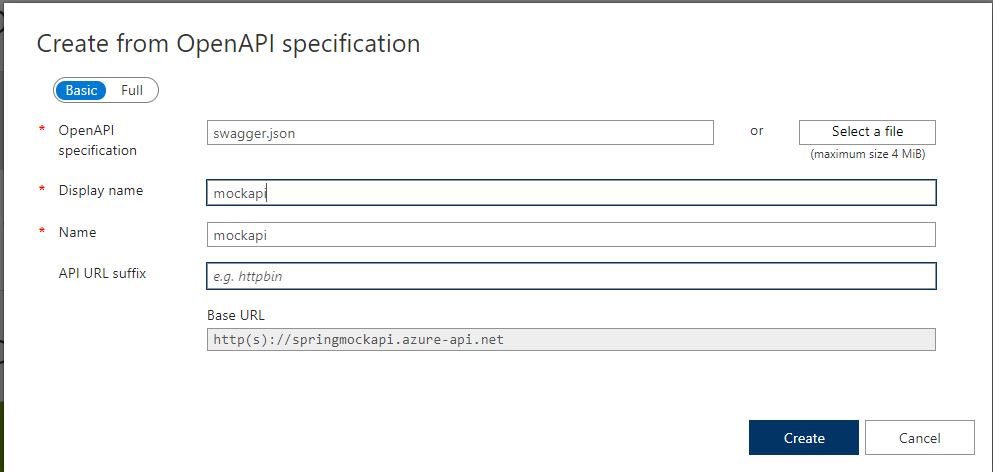 Create from OpenAPI specification
Basic Full
* OpenAPI specification
swagger.json
or
Select a file
(maximum size 4 MiB)
* Display name
mockapi
* Name
mockapi
API URL suffix
e.g. httpbin
Base URL
http(s)://springmockapi.azure-api.net
Create Cancel